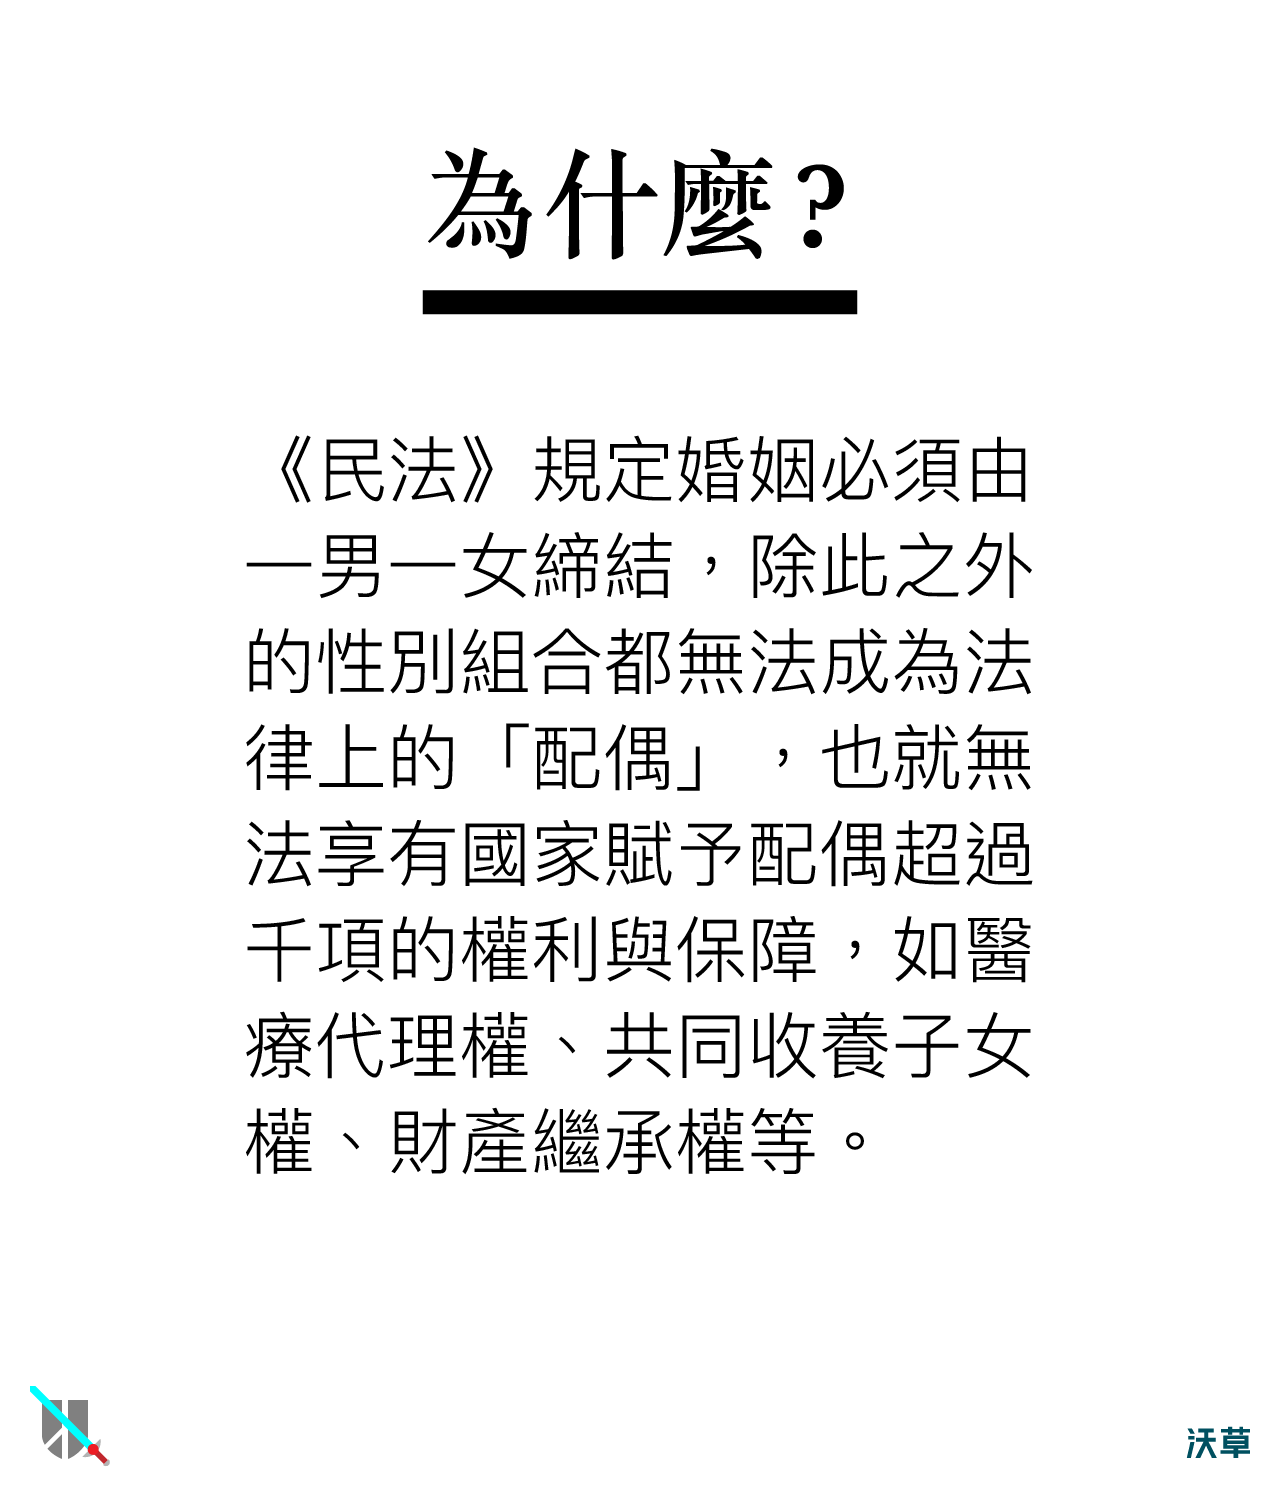 為什麼?
《民法》規定婚姻必須由
一男一女締結，除此之外
的性別組合都無法成為法
律上的「配偶」，也就無
法享有國家賦予配偶超過
千項的權利與保障，如醫
療代理權、共同收養子女
權、財產繼承權等。
沃草